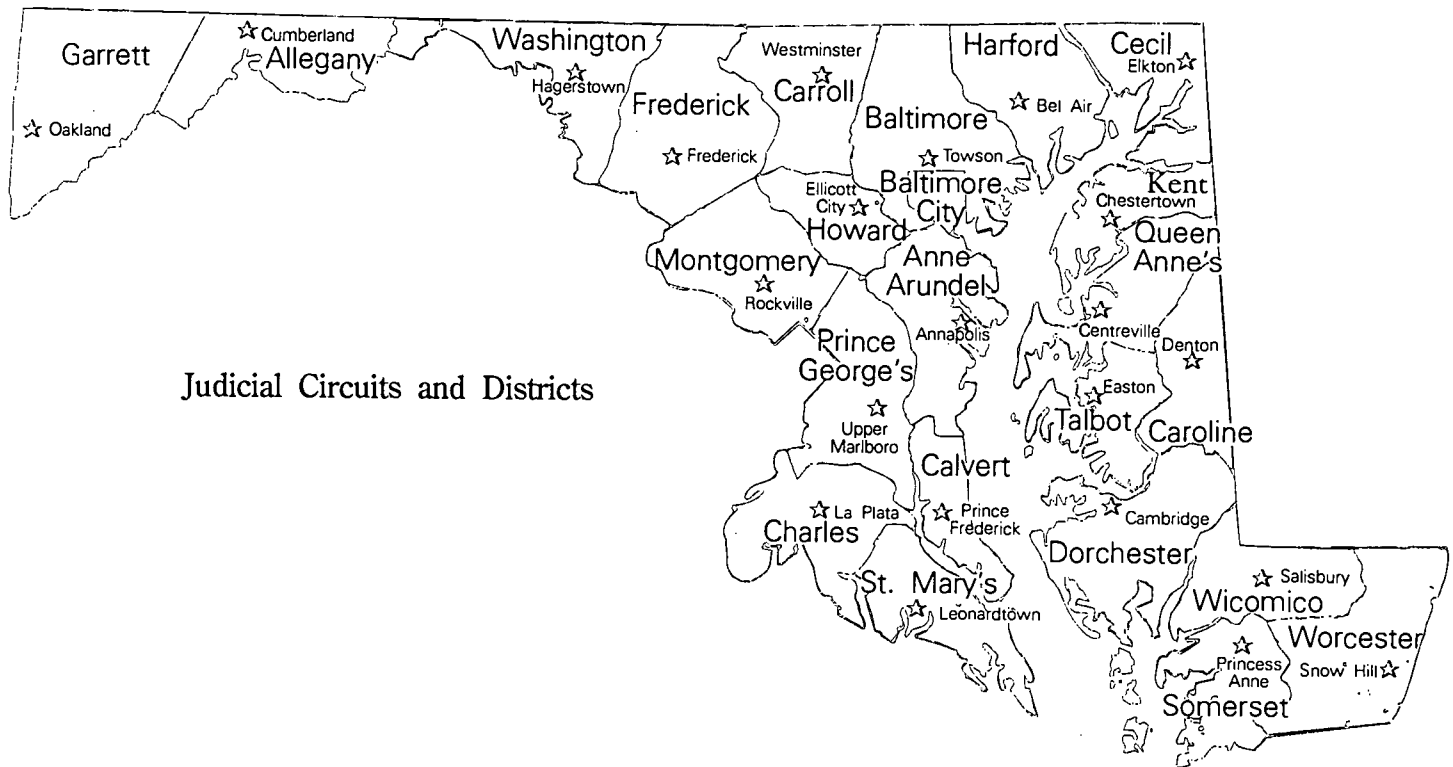 Garrett
Oakland
Cumberland
Allegany
Washington
Hagerstown
Frederick
Frederick
Westminster
Carroll
Baltimore
Towson
Baltimore
City
Harford
Bel Air
Cecil
Elkton
Kent
Chestertown
Queen
Anne's
Centreville
Ellicott
City
Howard
Montgomery
Rockville
Anne
Arundel
Annapolis
Prince
George's
Upper
Marlboro
Judicial Circuits and Districts
Denton
Caroline
Easton
Talbot
Calvert
Prince
Frederick
La Plata
Charles
St. Mary's
Leonardtown
Cambridge
Dorchester
Salisbury
Wicomico
Worcester
Snow Hill
Princess
Anne
Somerset